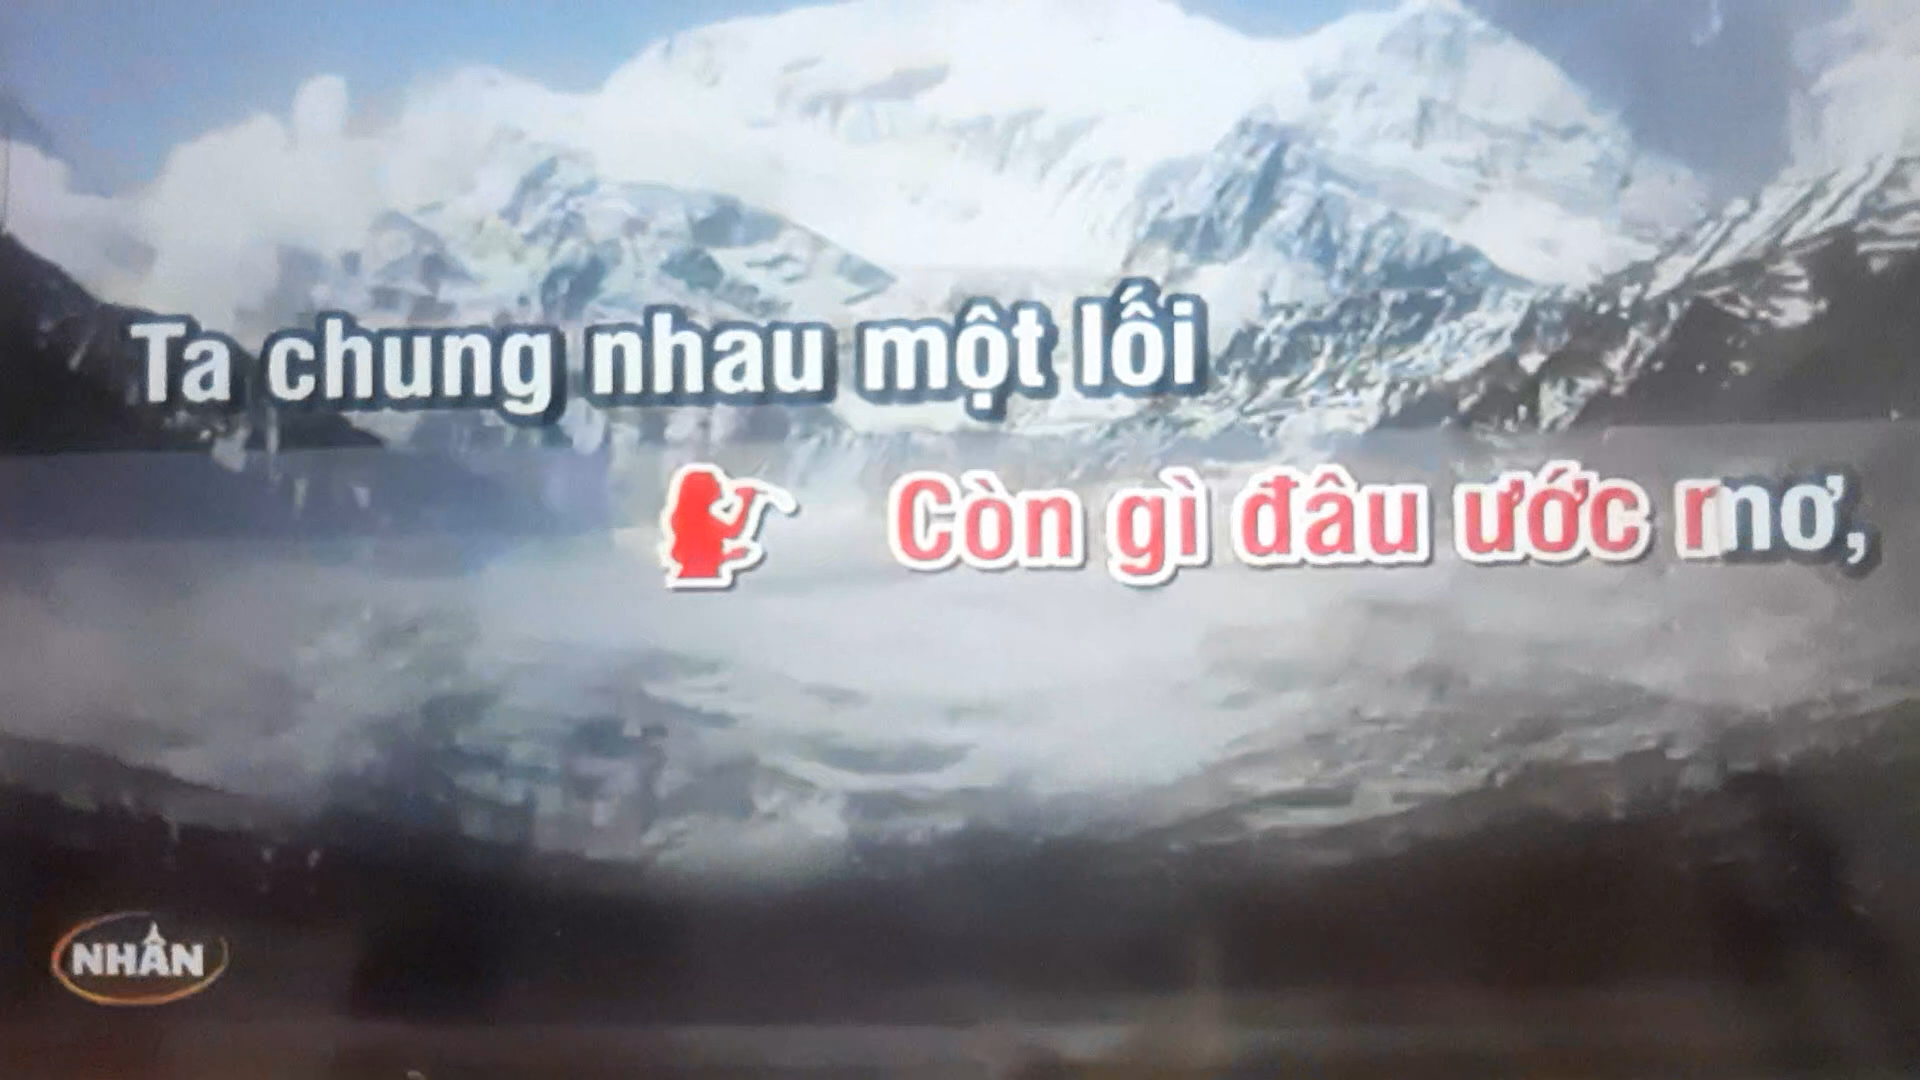 Ta chung nhau một lối
Còn gì đâu ước mơ,
NHÂN